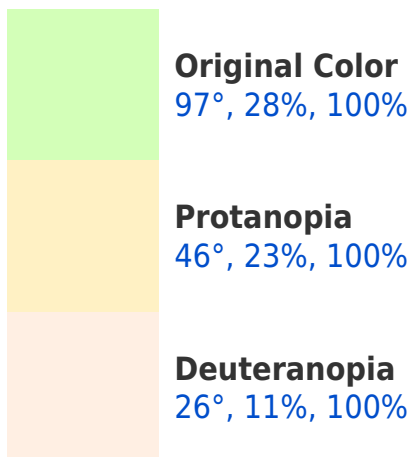 Original Color
97°, 28%, 100%
Protanopia
46°, 23%, 100%
Deuteranopia
26°, 11%, 100%